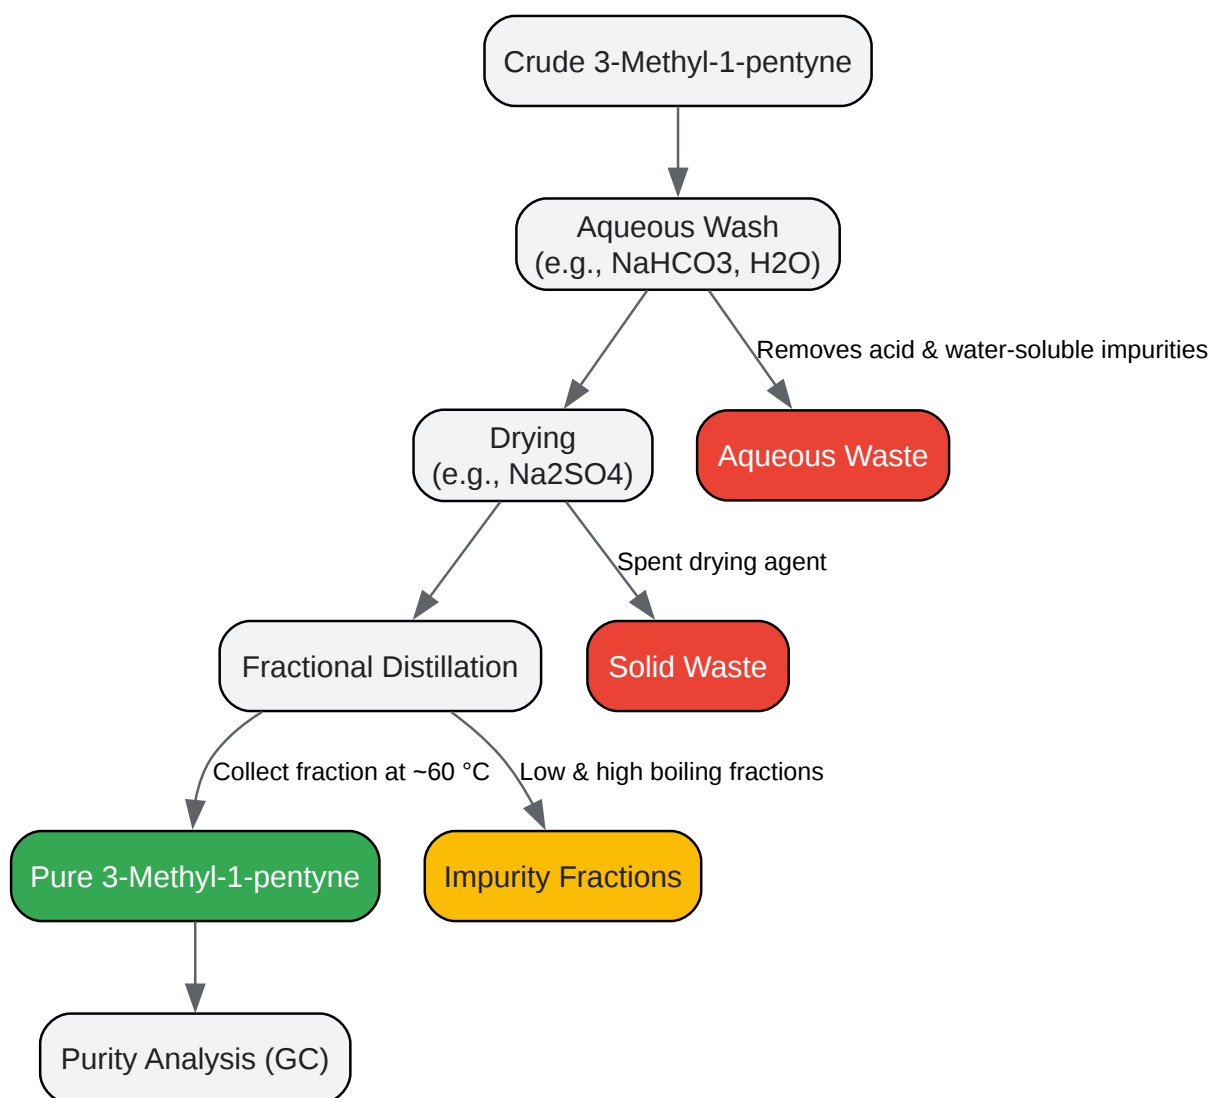 Crude 3-Methyl-1-pentyne
Aqueous Wash
(e.g., NaHCO3, H2O)
Removes acid & water-soluble impurities
Drying
(e.g., Na2SO4)
Aqueous Waste
Spent drying agent
Fractional Distillation
Solid Waste
Collect fraction at ~60 °C
Low & high boiling fractions
Pure 3-Methyl-1-pentyne
Impurity Fractions
Purity Analysis (GC)